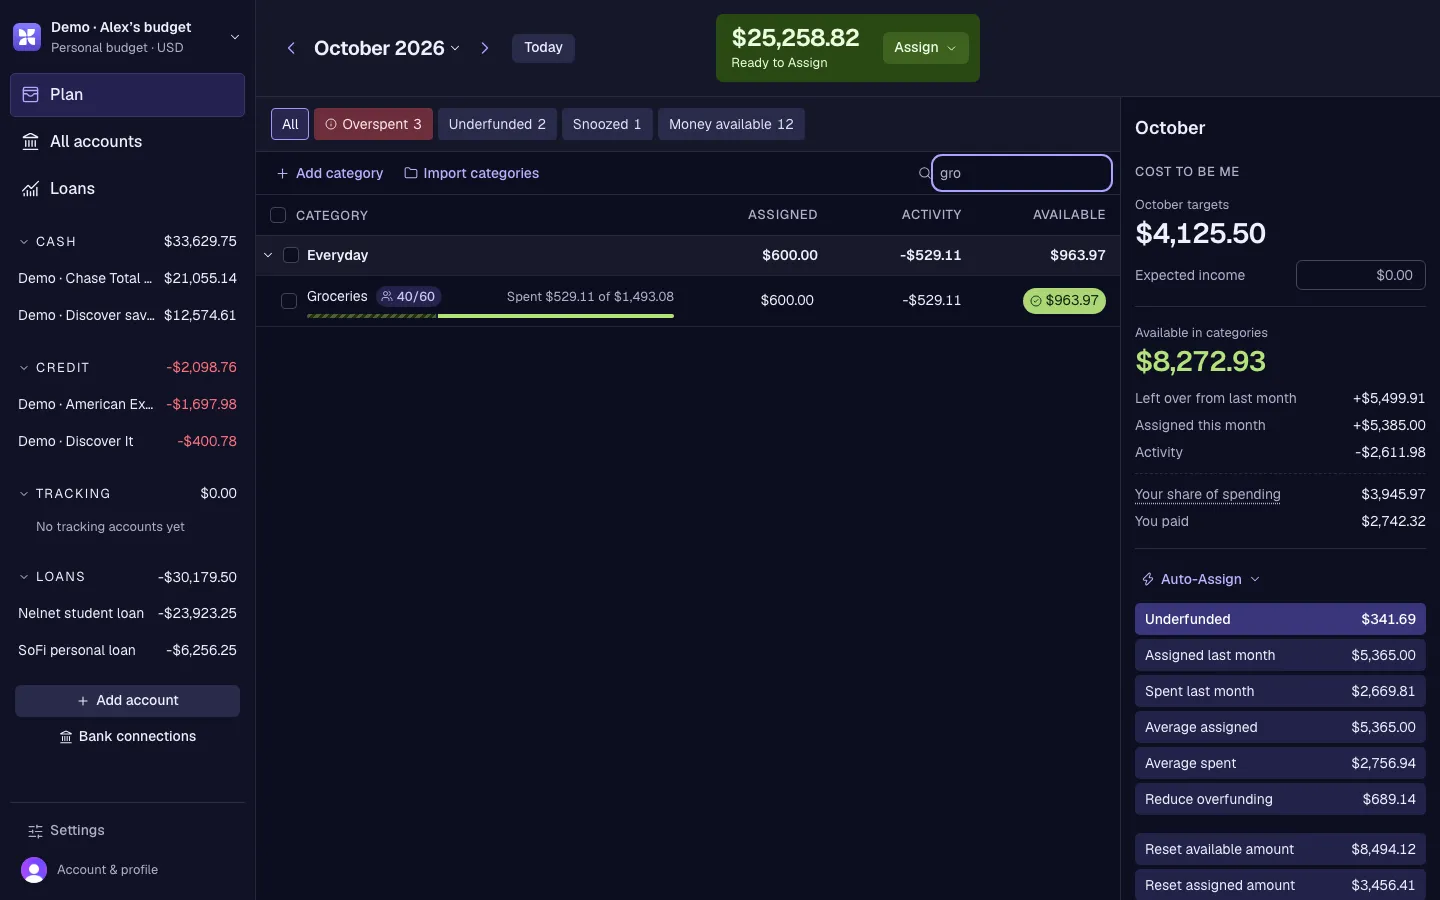 Demo · Alex's budget
Personal budget · USD
Plan
All accounts
Loans
CASH $33,629.75
Demo · Chase Total ... $21,055.14
Demo · Discover sav... $12,574.61
CREDIT -$2,098.76
Demo · American Ex... -$1,697.98
Demo · Discover It -$400.78
TRACKING $0.00
No tracking accounts yet
LOANS -$30,179.50
Nelnet student loan -$23,923.25
SoFi personal loan -$6,256.25
+ Add account
Bank connections
Settings
Account & profile
October 2026
Today
$25,258.82
Ready to Assign
Assign
All
Overspent 3
Underfunded 2
Snoozed 1
Money available 12
+ Add category
Import categories
gro
CATEGORY ASSIGNED ACTIVITY AVAILABLE
Everyday $600.00 -$529.11 $963.97
Groceries 40/60 Spent $529.11 of $1,493.08 $600.00 -$529.11 $963.97
October
COST TO BE ME
October targets
$4,125.50
Expected income $0.00
Available in categories
$8,272.93
Left over from last month +$5,499.91
Assigned this month +$5,385.00
Activity -$2,611.98
Your share of spending $3,945.97
You paid $2,742.32
Auto-Assign
Underfunded $341.69
Assigned last month $5,365.00
Spent last month $2,669.81
Average assigned $5,365.00
Average spent $2,756.94
Reduce overfunding $689.14
Reset available amount $8,494.12
Reset assigned amount $3,456.41